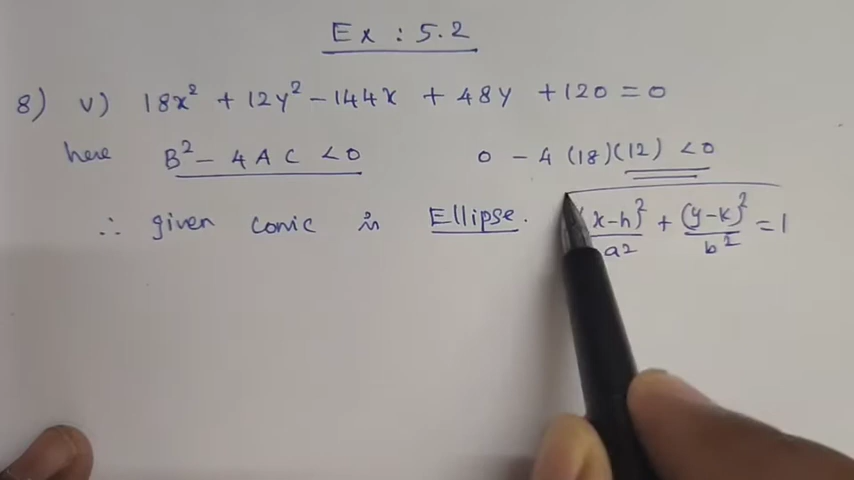 Ex : 5.2
8) v) 18x² + 12y² - 144x + 48y + 120 = 0
here B² - 4AC < 0 0 - 4 (18)(12) < 0
∴ given conic is Ellipse. (x-h)²/a² + (y-k)²/b² = 1